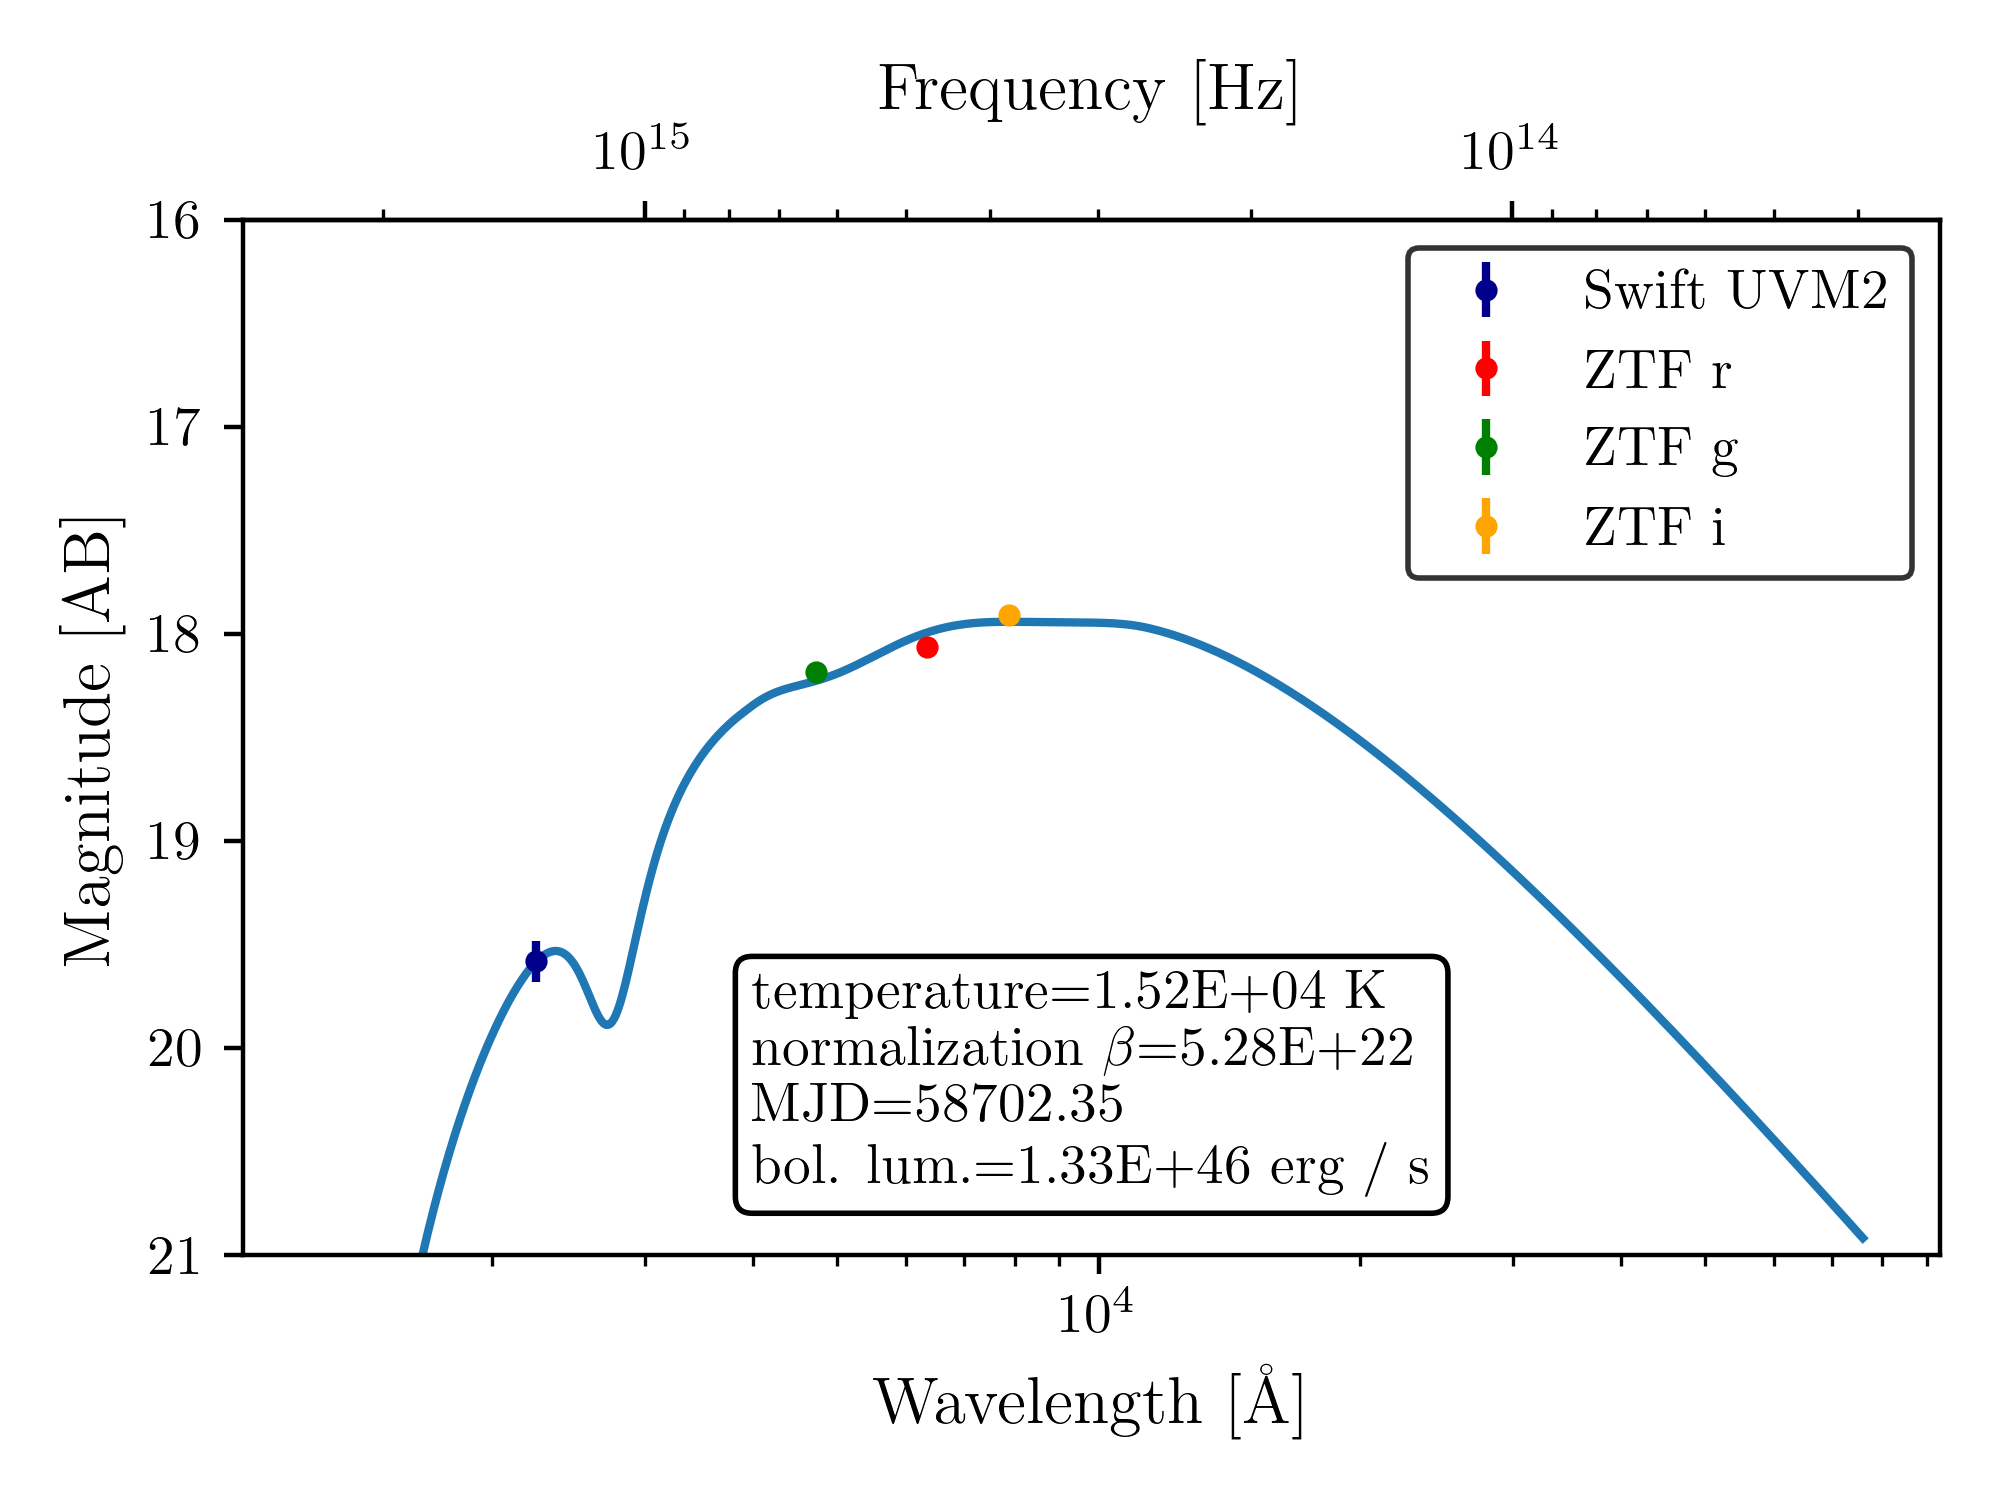 Frequency [Hz]
10^15 10^14
16
17
18
19
20
21
Magnitude [AB]
Swift UVM2
ZTF r
ZTF g
ZTF i
temperature=1.52E+04 K
normalization β=5.28E+22
MJD=58702.35
bol. lum.=1.33E+46 erg / s
10^4
Wavelength [Å]